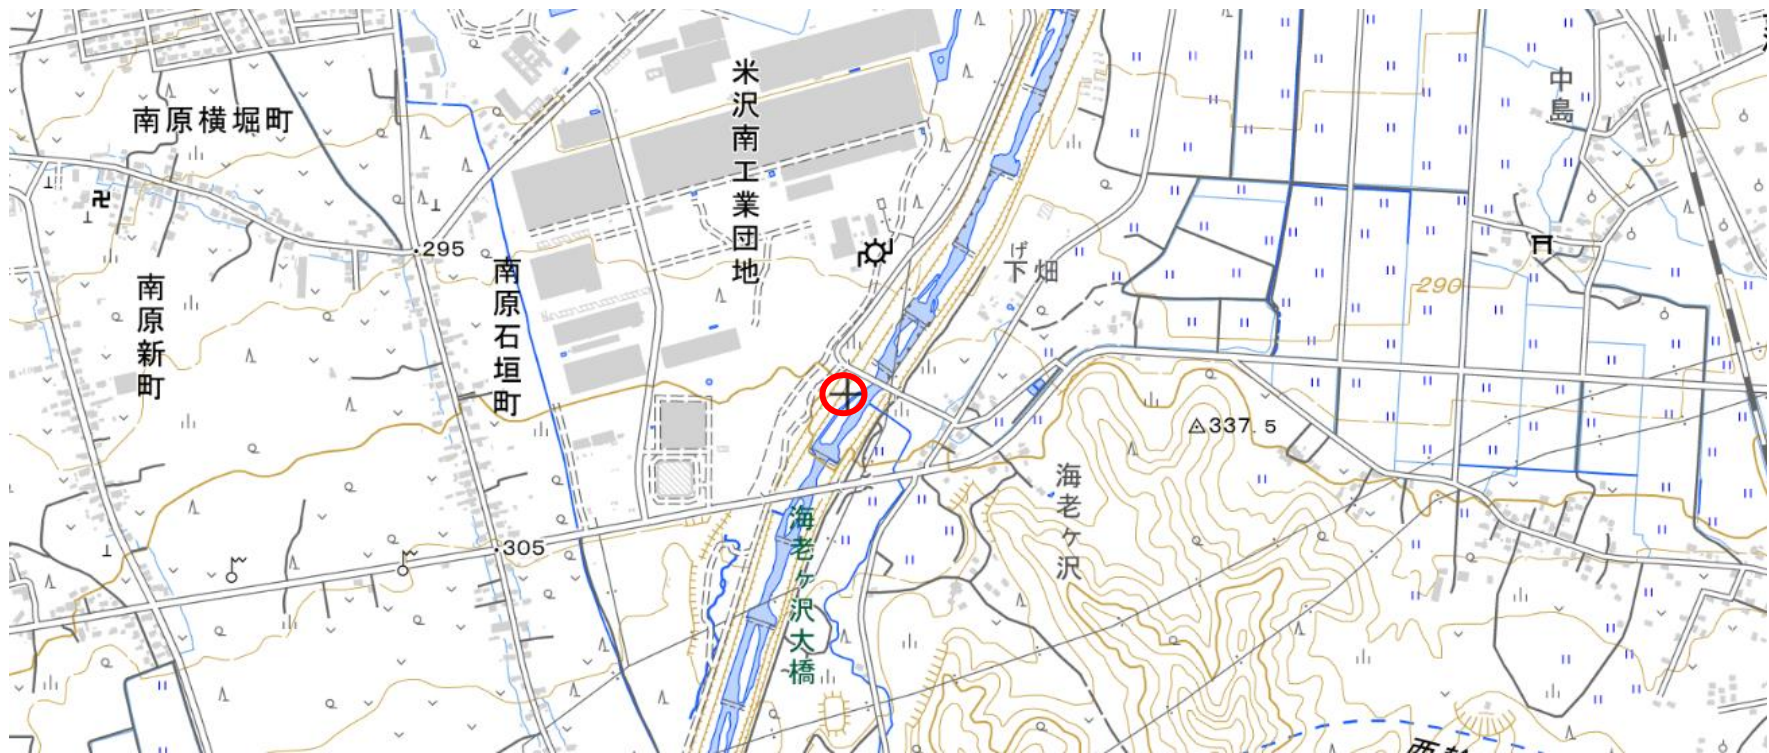 米沢南工業団地
南原横堀町
中島
295
げ
下畑
南原新町
南原石垣町
290
337.5
海老ヶ沢
305
海老ヶ沢大橋